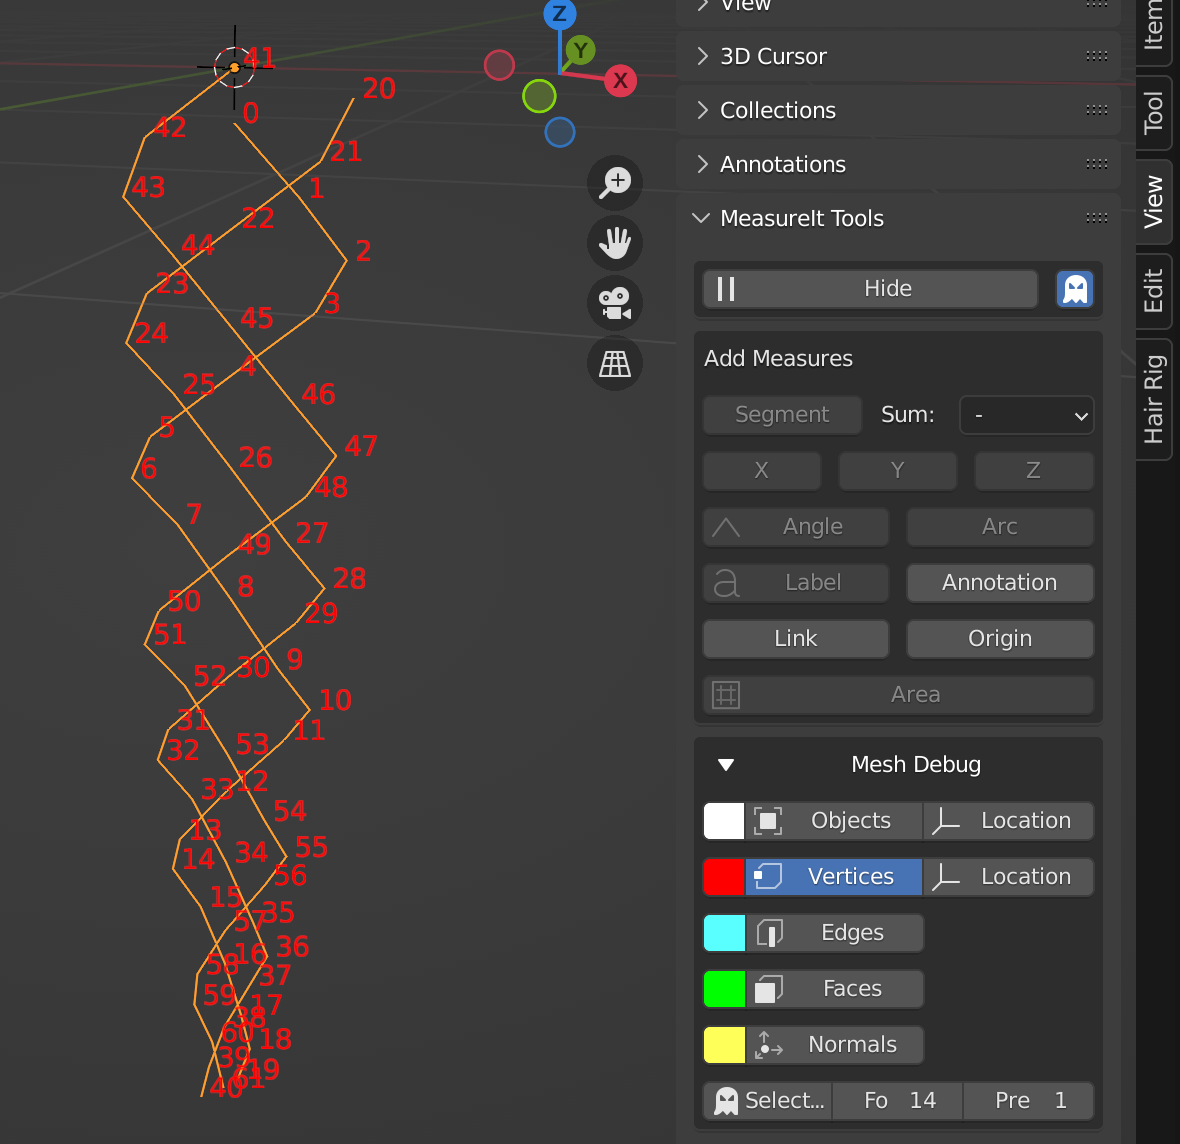 Z
Y
X
41
20
0
42
21
43
1
22
44
2
23
3
45
24
4
25
46
5
47
26
6
48
7
27
49
28
8
50
29
51
9
30
52
10
31
11
53
32
12
33
54
13
55
34
14
56
15
35
57
36
16
58
37
59
17
38
60
18
39
19
61
40
View
3D Cursor
Collections
Annotations
MeasureIt Tools
Hide
Add Measures
Segment Sum: -
X Y Z
Angle Arc
a Label Annotation
Link Origin
Area
Mesh Debug
Objects Location
Vertices Location
Edges
Faces
Normals
Select... Fo 14 Pre 1
Item
Tool
View
Edit
Hair Rig